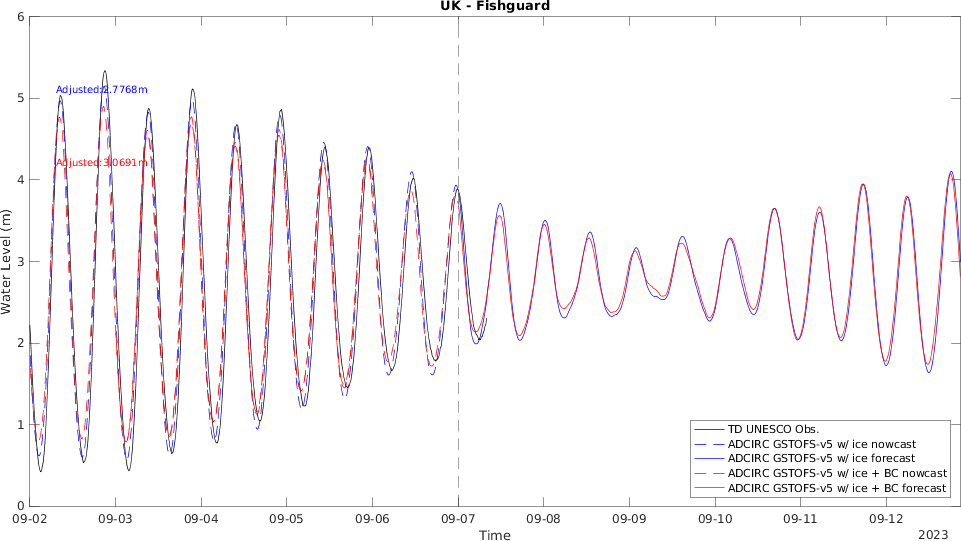 UK - Fishguard
6
5
4
3
2
1
0
Water Level (m)
Adjusted:2.7768m
Adjusted:3.0691m
TD UNESCO Obs.
ADCIRC GSTOFS-v5 w/ ice nowcast
ADCIRC GSTOFS-v5 w/ ice forecast
ADCIRC GSTOFS-v5 w/ ice + BC nowcast
ADCIRC GSTOFS-v5 w/ ice + BC forecast
09-02 09-03 09-04 09-05 09-06 09-07 09-08 09-09 09-10 09-11 09-12
Time
2023